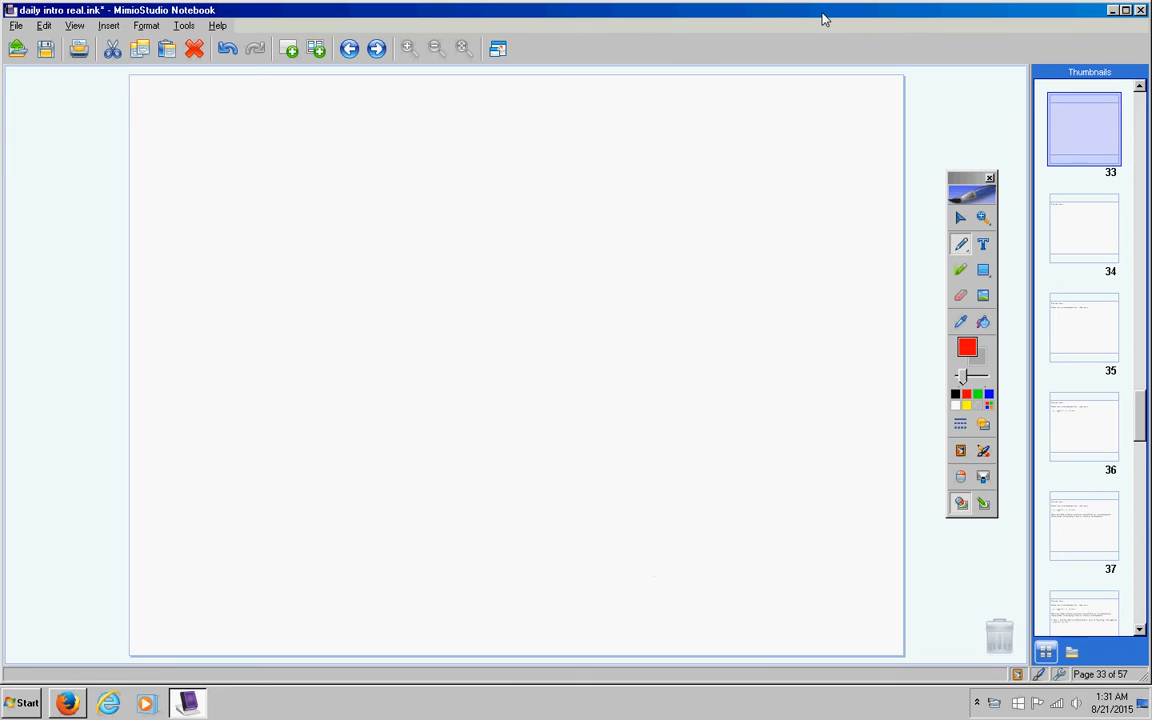 daily intro real.ink* - MimioStudio Notebook
File Edit View Insert Format Tools Help
Thumbnails
33
34
35
36
37
T
Page 33 of 57
Start
1:31 AM
8/21/2015